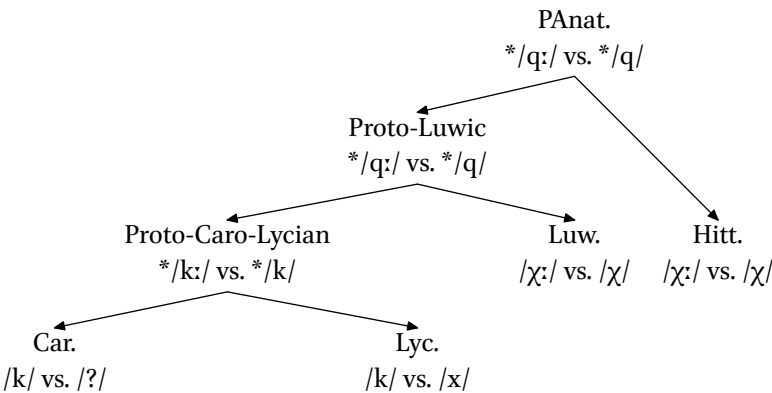 PAnat.
*/qː/ vs. */q/
Proto-Luwic
*/qː/ vs. */q/
Proto-Caro-Lycian
*/kː/ vs. */k/
Luw.
/χː/ vs. /χ/
Hitt.
/χː/ vs. /χ/
Car.
/k/ vs. /?/
Lyc.
/k/ vs. /x/